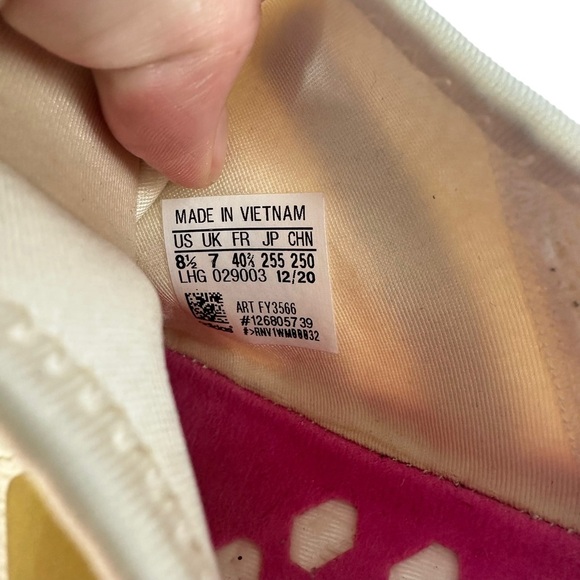 MADE IN VIETNAM
US UK FR JP CHN
8½ 7 40⅔ 255 250
LHG 029003 12/20
ART FY3566
#126805739